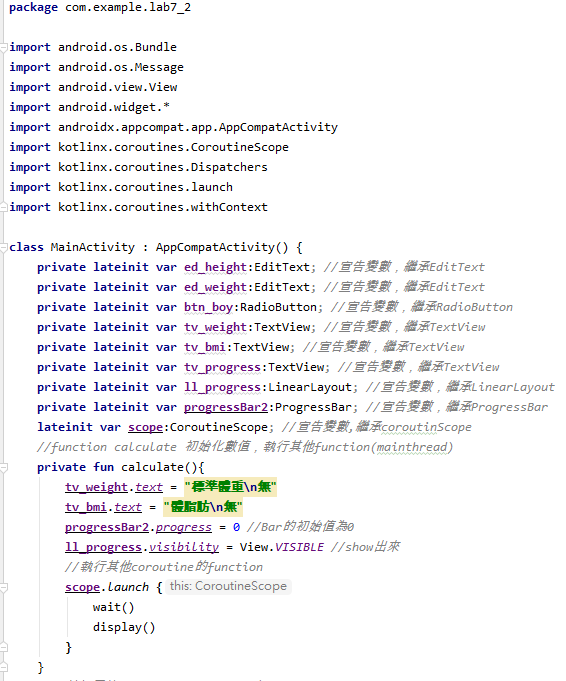 package com.example.lab7_2
import android.os.Bundle
import android.os.Message
import android.view.View
import android.widget.*
import androidx.appcompat.app.AppCompatActivity
import kotlinx.coroutines.CoroutineScope
import kotlinx.coroutines.Dispatchers
import kotlinx.coroutines.launch
import kotlinx.coroutines.withContext
class MainActivity : AppCompatActivity() {
private lateinit var ed_height:EditText; //宣告變數，繼承EditText
private lateinit var ed_weight:EditText; //宣告變數，繼承EditText
private lateinit var btn_boy:RadioButton; //宣告變數，繼承RadioButton
private lateinit var tv_weight:TextView; //宣告變數，繼承TextView
private lateinit var tv_bmi:TextView; //宣告變數，繼承TextView
private lateinit var tv_progress:TextView; //宣告變數，繼承TextView
private lateinit var ll_progress:LinearLayout; //宣告變數，繼承LinearLayout
private lateinit var progressBar2:ProgressBar; //宣告變數，繼承ProgressBar
lateinit var scope:CoroutineScope; //宣告變數,繼承coroutinScope
//function calculate 初始化數值，執行其他function(mainthread)
private fun calculate(){
tv_weight.text = "標準體重\n無"
tv_bmi.text = "體脂肪\n無"
progressBar2.progress = 0 //Bar的初始值為0
ll_progress.visibility = View.VISIBLE //show出來
//執行其他coroutine的function
scope.launch { this: CoroutineScope
wait()
display()
}
}